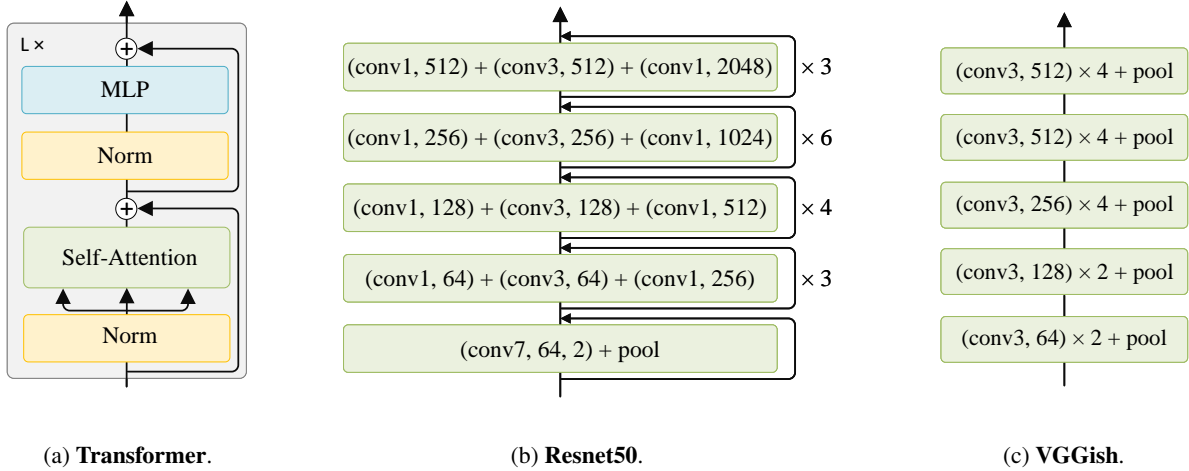 L ×
MLP
Norm
Self-Attention
Norm
(a) Transformer.
(conv1, 512) + (conv3, 512) + (conv1, 2048)
× 3
(conv1, 256) + (conv3, 256) + (conv1, 1024)
× 6
(conv1, 128) + (conv3, 128) + (conv1, 512)
× 4
(conv1, 64) + (conv3, 64) + (conv1, 256)
× 3
(conv7, 64, 2) + pool
(b) Resnet50.
(conv3, 512) × 4 + pool
(conv3, 512) × 4 + pool
(conv3, 256) × 4 + pool
(conv3, 128) × 2 + pool
(conv3, 64) × 2 + pool
(c) VGGish.